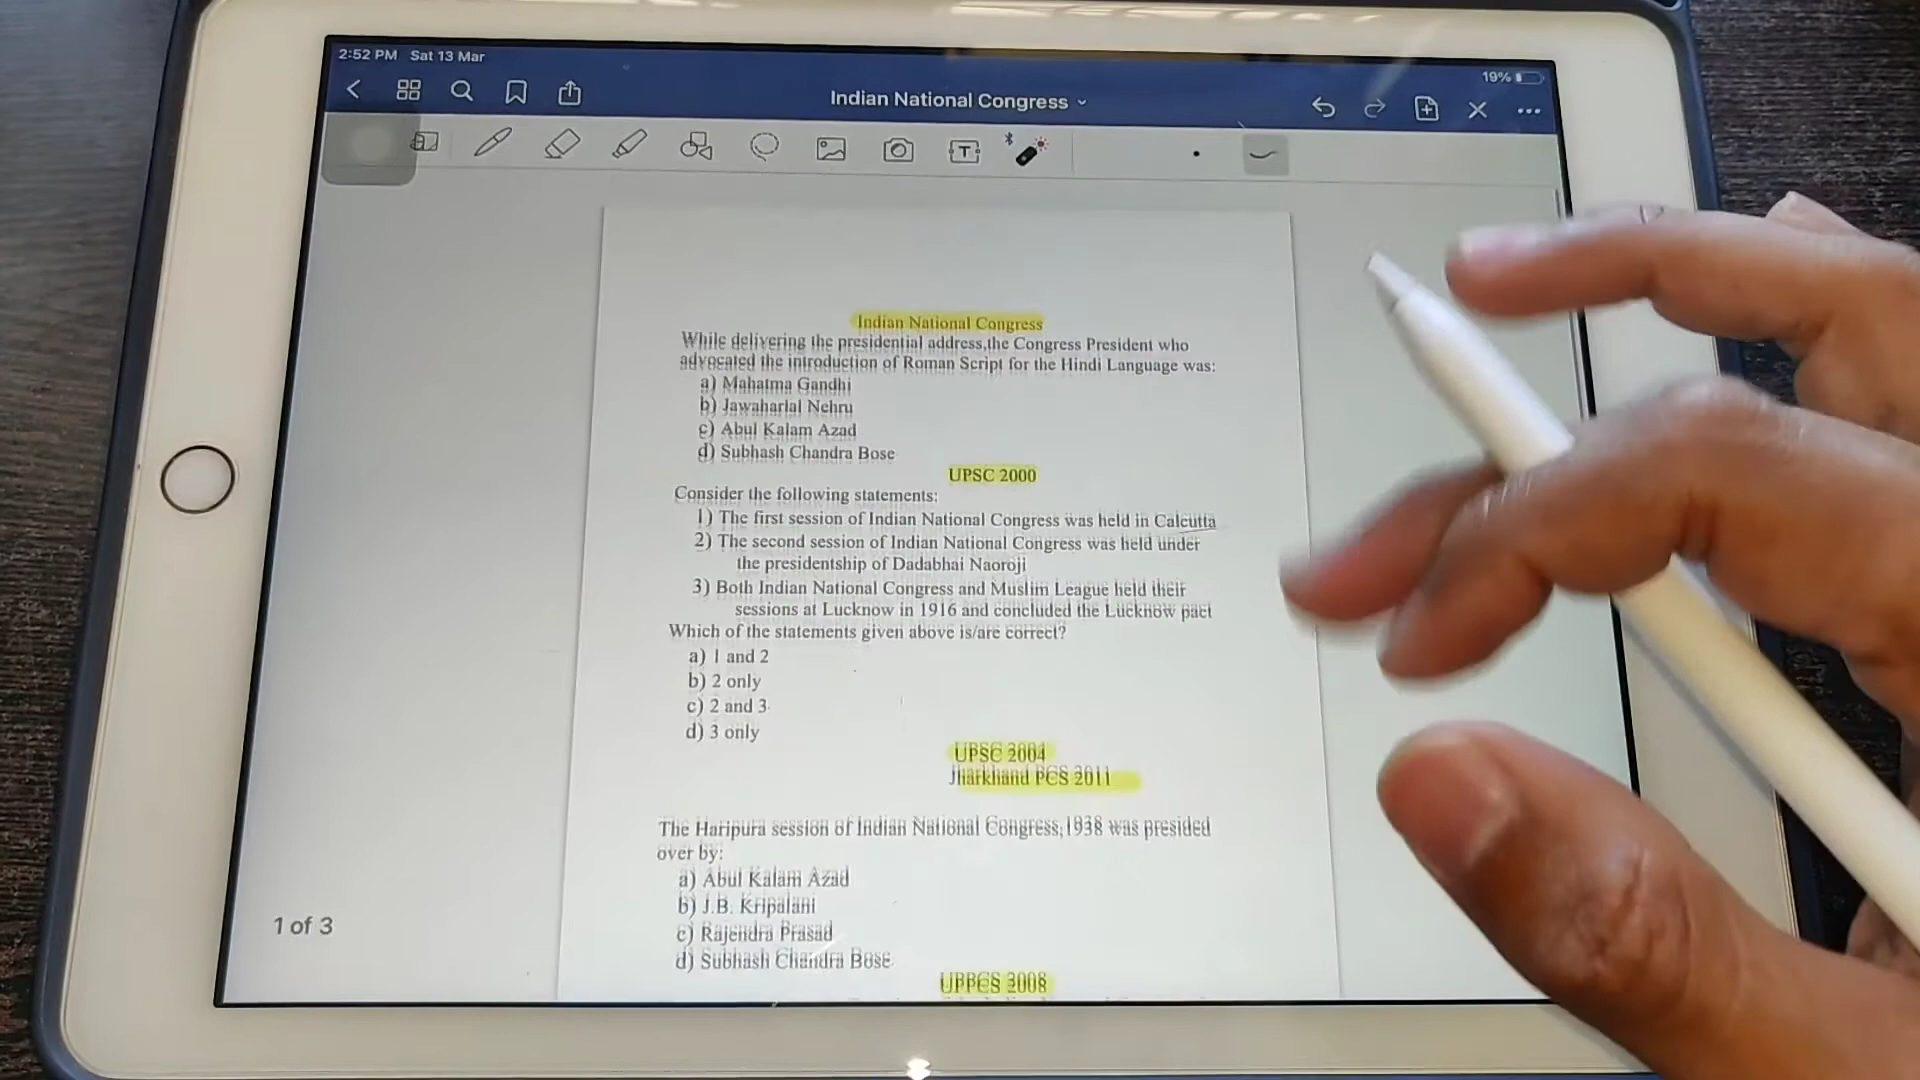 2:52 PM Sat 13 Mar
19%
Indian National Congress
T
Indian National Congress
While delivering the presidential address,the Congress President who
advocated the introduction of Roman Script for the Hindi Language was:
a) Mahatma Gandhi
b) Jawaharlal Nehru
c) Abul Kalam Azad
d) Subhash Chandra Bose
UPSC 2000
Consider the following statements:
1) The first session of Indian National Congress was held in Calcutta
2) The second session of Indian National Congress was held under
the presidentship of Dadabhai Naoroji
3) Both Indian National Congress and Muslim League held their
sessions at Lucknow in 1916 and concluded the Lucknow pact
Which of the statements given above is/are correct?
a) 1 and 2
b) 2 only
c) 2 and 3
d) 3 only
UPSC 2004
Jharkhand PCS 2011
The Haripura session of Indian National Congress,1938 was presided
over by:
a) Abul Kalam Azad
b) J.B. Kripalani
c) Rajendra Prasad
d) Subhash Chandra Bose
UPPCS 2008
1 of 3